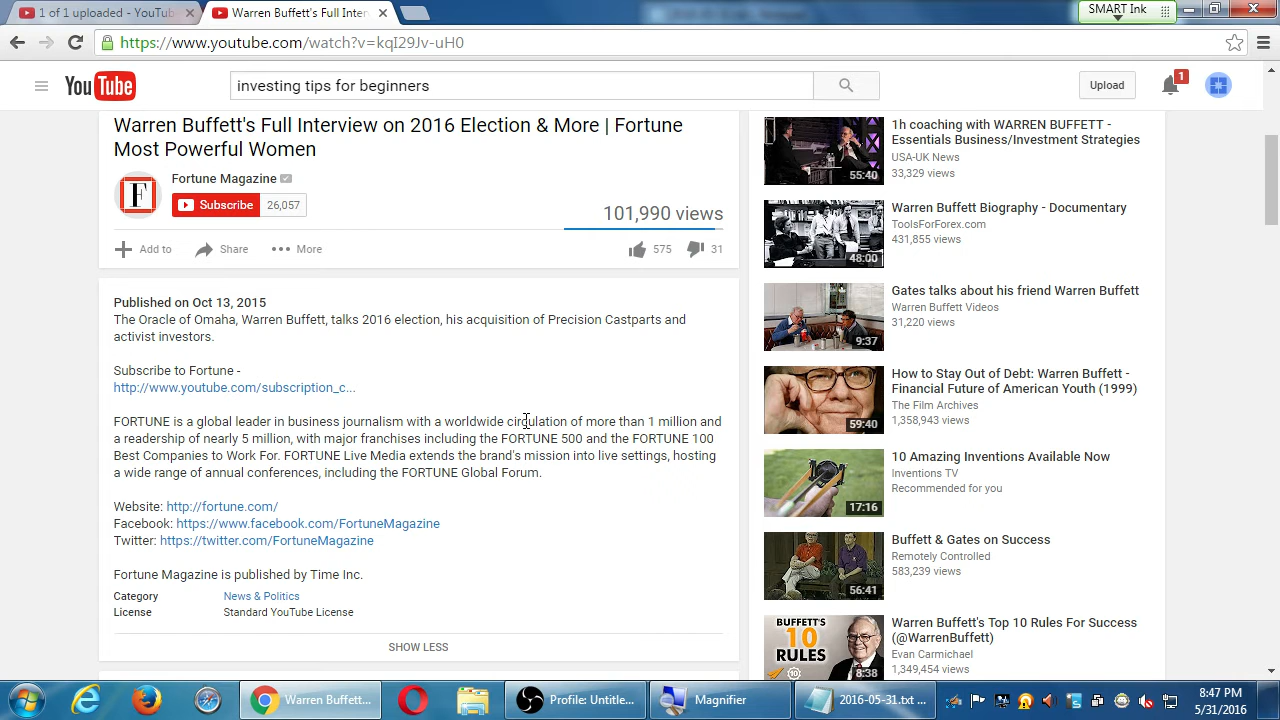 1 of 1 uploaded - YouTub
Warren Buffett's Full Inter
SMART Ink
https://www.youtube.com/watch?v=kqI29Jv-uH0
YouTube
investing tips for beginners
Upload
1
Warren Buffett's Full Interview on 2016 Election & More | Fortune
Most Powerful Women
F
Fortune Magazine
Subscribe
26,057
101,990 views
Add to
Share
More
575
31
Published on Oct 13, 2015
The Oracle of Omaha, Warren Buffett, talks 2016 election, his acquisition of Precision Castparts and
activist investors.
Subscribe to Fortune -
http://www.youtube.com/subscription_c...
FORTUNE is a global leader in business journalism with a worldwide circulation of more than 1 million and
a readership of nearly 5 million, with major franchises including the FORTUNE 500 and the FORTUNE 100
Best Companies to Work For. FORTUNE Live Media extends the brand's mission into live settings, hosting
a wide range of annual conferences, including the FORTUNE Global Forum.
Website: http://fortune.com/
Facebook: https://www.facebook.com/FortuneMagazine
Twitter: https://twitter.com/FortuneMagazine
Fortune Magazine is published by Time Inc.
Category News & Politics
License Standard YouTube License
SHOW LESS
55:40
1h coaching with WARREN BUFFETT -
Essentials Business/Investment Strategies
USA-UK News
33,329 views
48:00
Warren Buffett Biography - Documentary
ToolsForForex.com
431,855 views
9:37
Gates talks about his friend Warren Buffett
Warren Buffett Videos
31,220 views
59:40
How to Stay Out of Debt: Warren Buffett -
Financial Future of American Youth (1999)
The Film Archives
1,358,943 views
17:16
10 Amazing Inventions Available Now
Inventions TV
Recommended for you
56:41
Buffett & Gates on Success
Remotely Controlled
583,239 views
BUFFETT'S
10
RULES
8:38
Warren Buffett's Top 10 Rules For Success
(@WarrenBuffett)
Evan Carmichael
1,349,454 views
Warren Buffett...
Profile: Untitle...
Magnifier
2016-05-31.txt ...
8:47 PM
5/31/2016